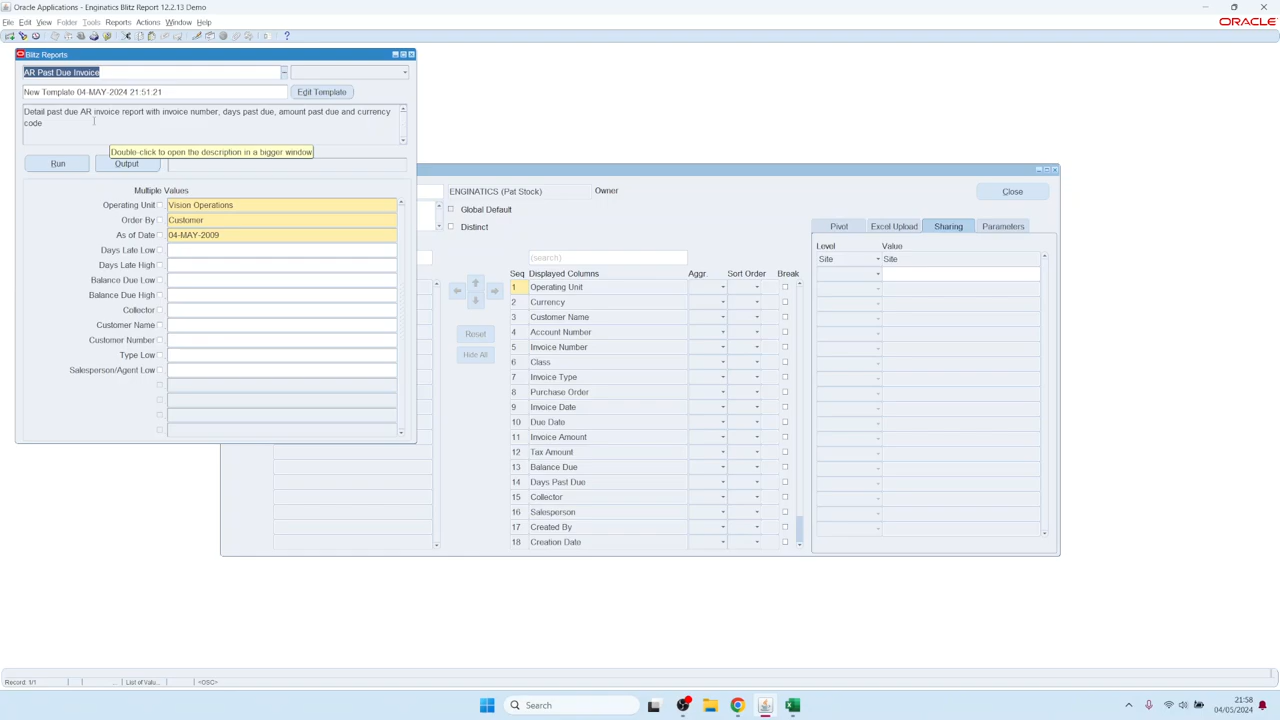 Oracle Applications - Enginatics Blitz Report 12.2.13 Demo
File Edit View Folder Tools Reports Actions Window Help
ORACLE
Blitz Reports
AR Past Due Invoice
New Template 04-MAY-2024 21:51:21 Edit Template
Detail past due AR invoice report with invoice number, days past due, amount past due and currency
code
Double-click to open the description in a bigger window
Run Output
Multiple Values
Operating Unit Vision Operations
Order By Customer
As of Date 04-MAY-2009
Days Late Low
Days Late High
Balance Due Low
Balance Due High
Collector
Customer Name
Customer Number
Type Low
Salesperson/Agent Low
ENGINATICS (Pat Stock) Owner Close
Global Default
Distinct
Pivot Excel Upload Sharing Parameters
(search)
Level Value
Site Site
Seq Displayed Columns Aggr. Sort Order Break
1 Operating Unit
2 Currency
3 Customer Name
4 Account Number
5 Invoice Number
6 Class
7 Invoice Type
8 Purchase Order
9 Invoice Date
10 Due Date
11 Invoice Amount
12 Tax Amount
13 Balance Due
14 Days Past Due
15 Collector
16 Salesperson
17 Created By
18 Creation Date
Reset
Hide All
Record: 1/1 ... List of Valu... <OSC>
Search
21:58
04/05/2024